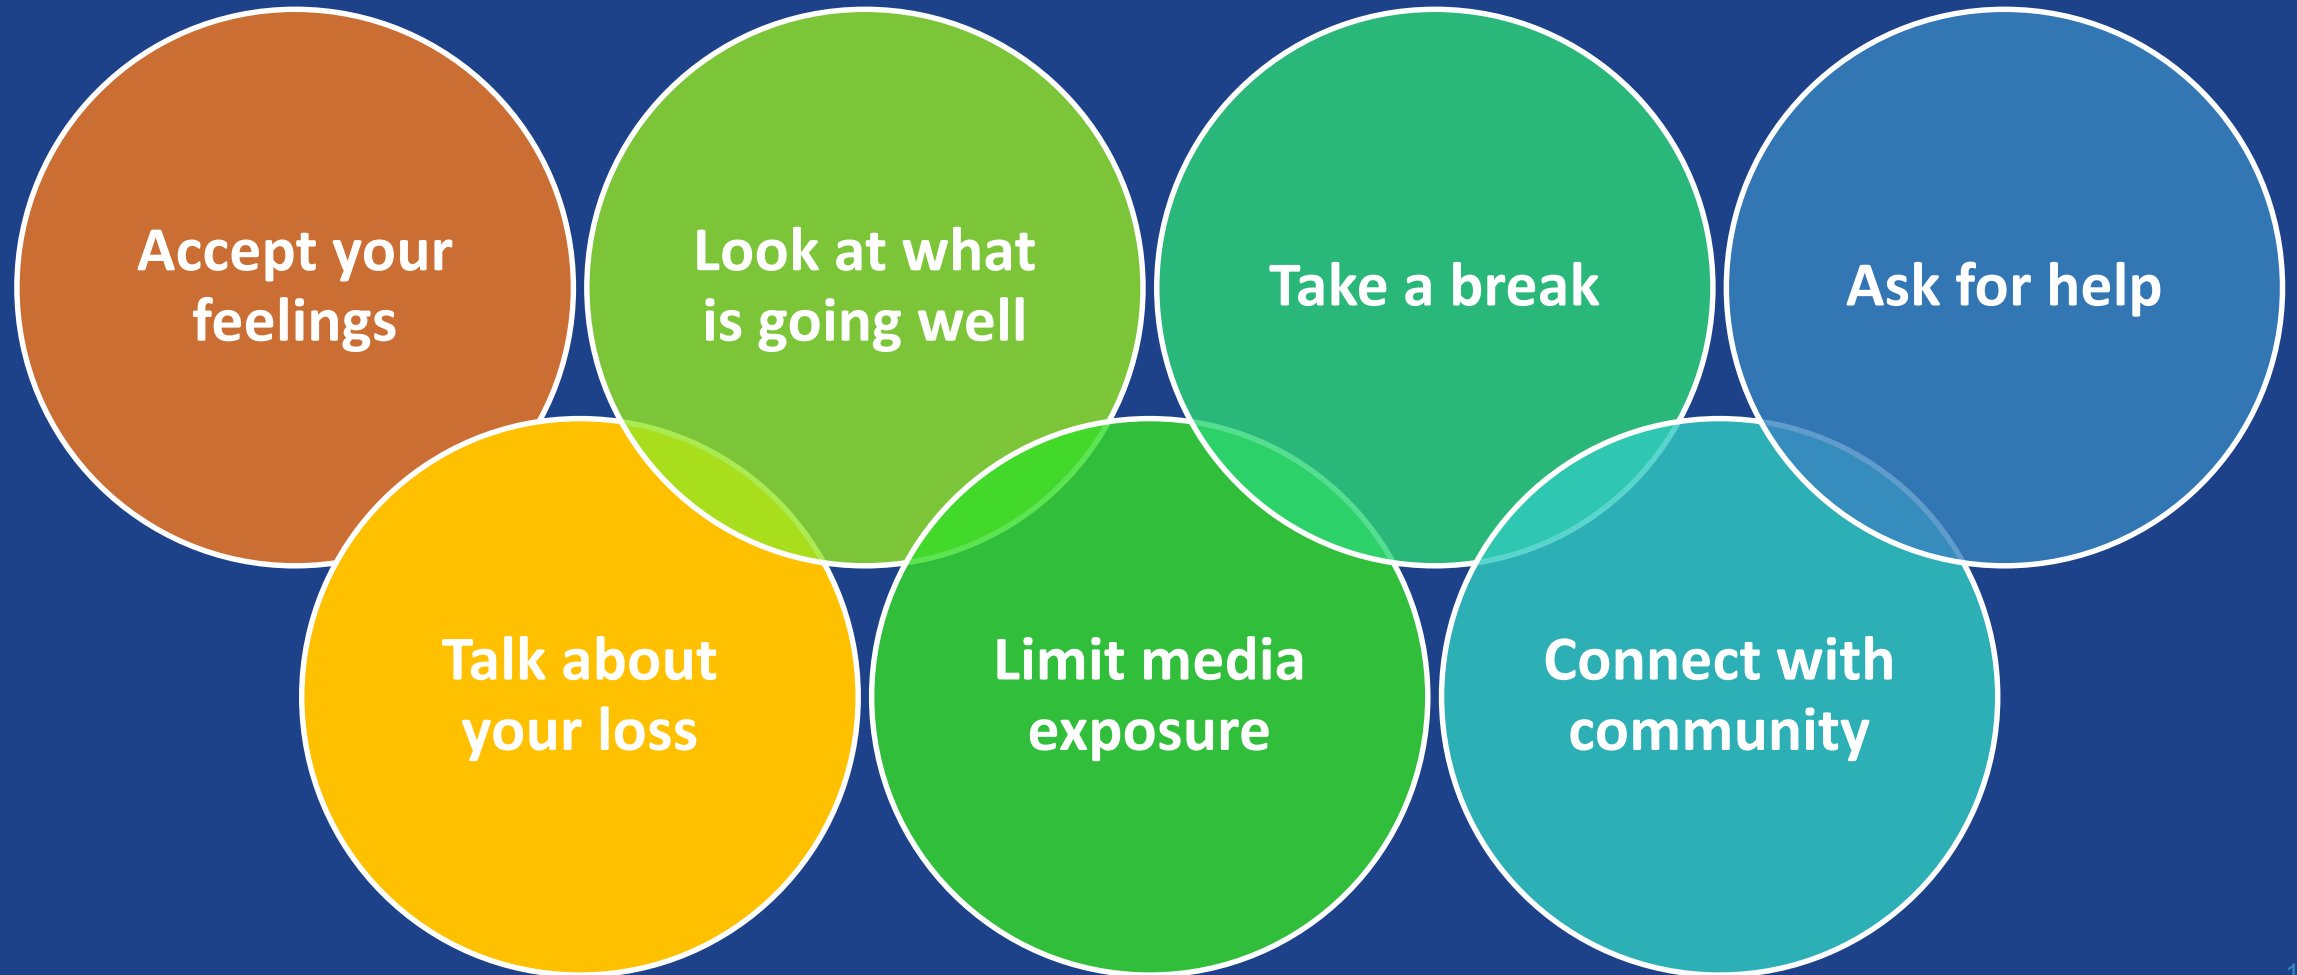 Accept your
feelings
Look at what
is going well
Take a break
Ask for help
Talk about
your loss
Limit media
exposure
Connect with
community
1